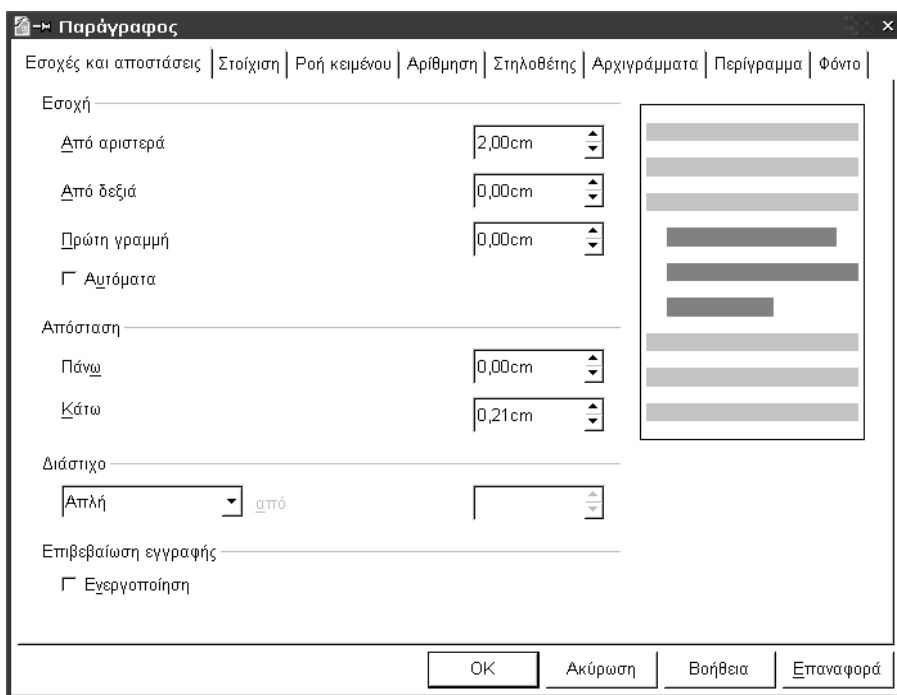 Παράγραφος
Εσοχές και αποστάσεις Στοίχιση Ροή κειμένου Αρίθμηση Στηλοθέτης Αρχιγράμματα Περίγραμμα Φόντο
Εσοχή
Από αριστερά 2,00cm
Από δεξιά 0,00cm
Πρώτη γραμμή 0,00cm
Αυτόματα
Απόσταση
Πάνω 0,00cm
Κάτω 0,21cm
Διάστιχο
Απλή από
Επιβεβαίωση εγγραφής
Ενεργοποίηση
OK Ακύρωση Βοήθεια Επαναφορά